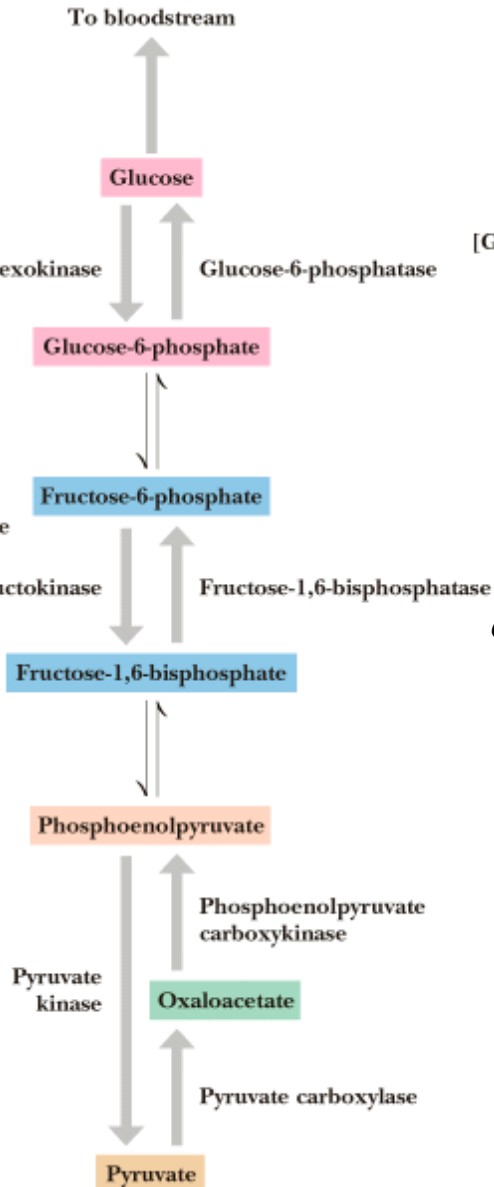 To bloodstream
Glucose
exokinase
Glucose-6-phosphatase
[G
Glucose-6-phosphate
Fructose-6-phosphate
e
uctokinase
Fructose-1,6-bisphosphatase
Fructose-1,6-bisphosphate
Phosphoenolpyruvate
Phosphoenolpyruvate
carboxykinase
Pyruvate
kinase
Oxaloacetate
Pyruvate carboxylase
Pyruvate